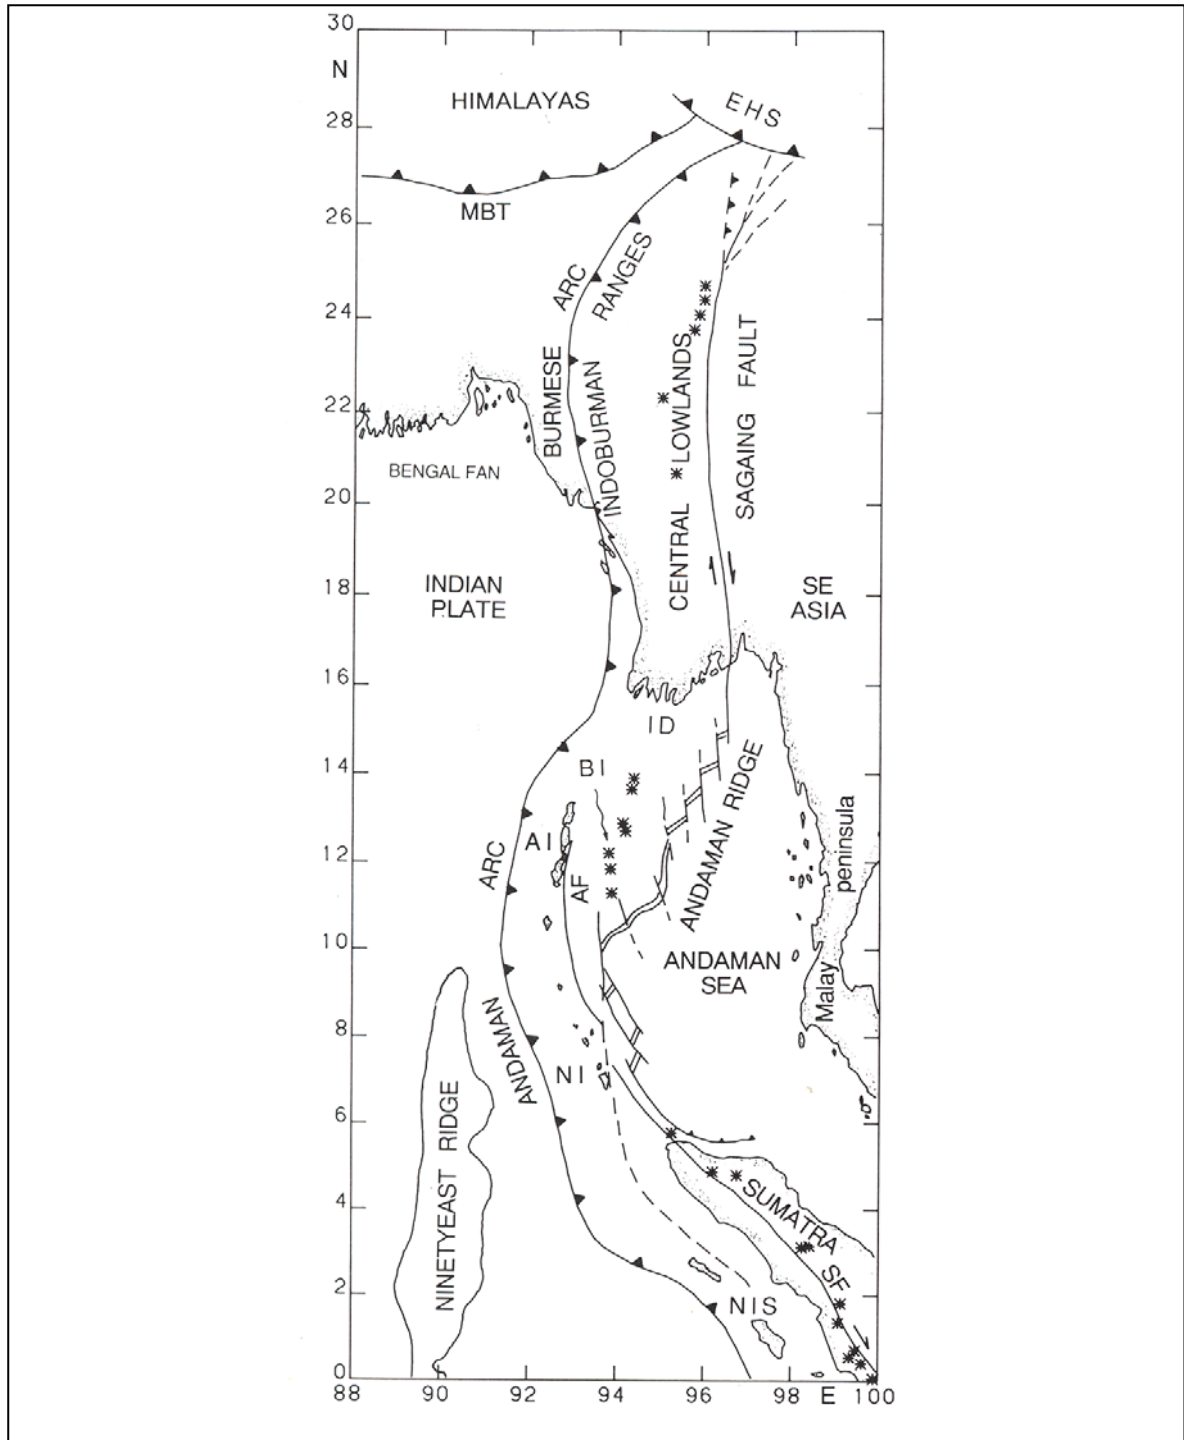 30
N
HIMALAYAS
EHS
28
MBT
26
ARC
RANGES
24
BURMESE
INDOBURMAN
LOWLANDS
SAGAING FAULT
22
BENGAL FAN
20
CENTRAL
INDIAN
PLATE
SE
ASIA
18
16
ID
14
BI
ANDAMAN RIDGE
peninsula
AI
12
ARC
AF
10
ANDAMAN
SEA
Malay
8
ANDAMAN
NI
6
NINETYEAST RIDGE
4
SUMATRA
SF
2
NIS
0
88 90 92 94 96 98 E 100